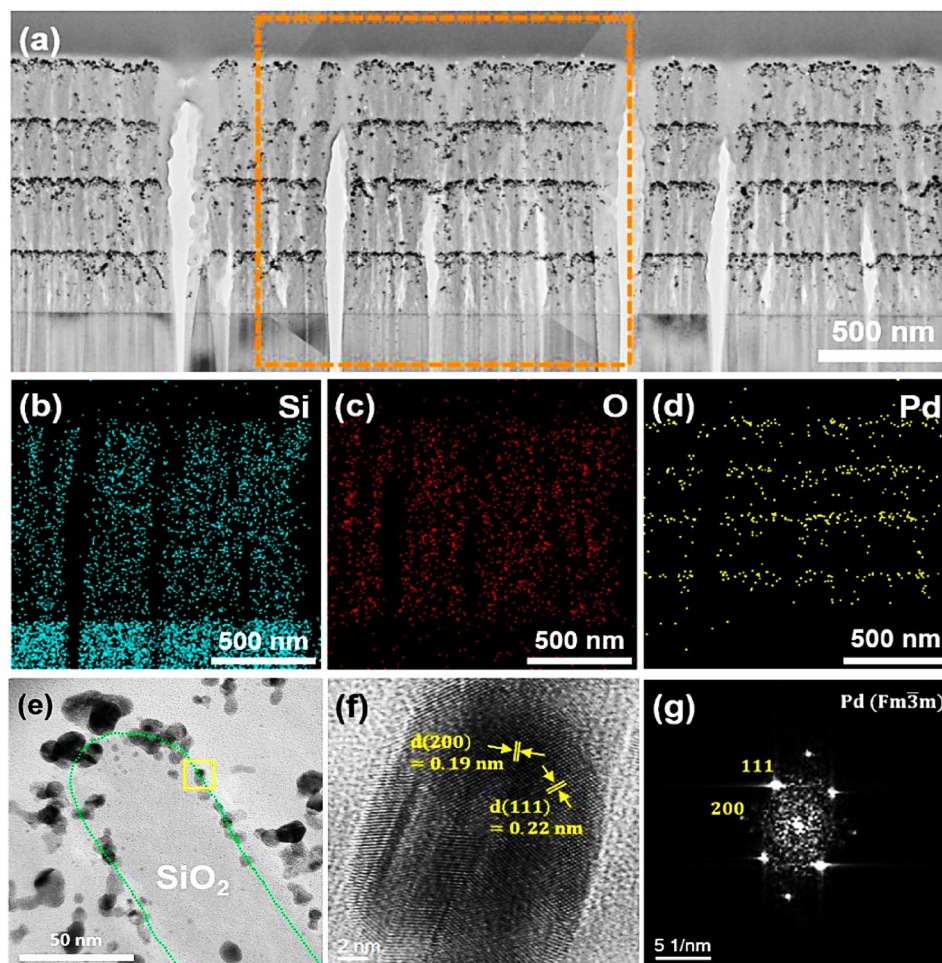 (a)
500 nm
(b) Si
500 nm
(c) O
500 nm
(d) Pd
500 nm
(e)
SiO₂
50 nm
(f)
d(200)
= 0.19 nm
d(111)
= 0.22 nm
2 nm
(g) Pd (Fm3̅m)
111
200
5 1/nm